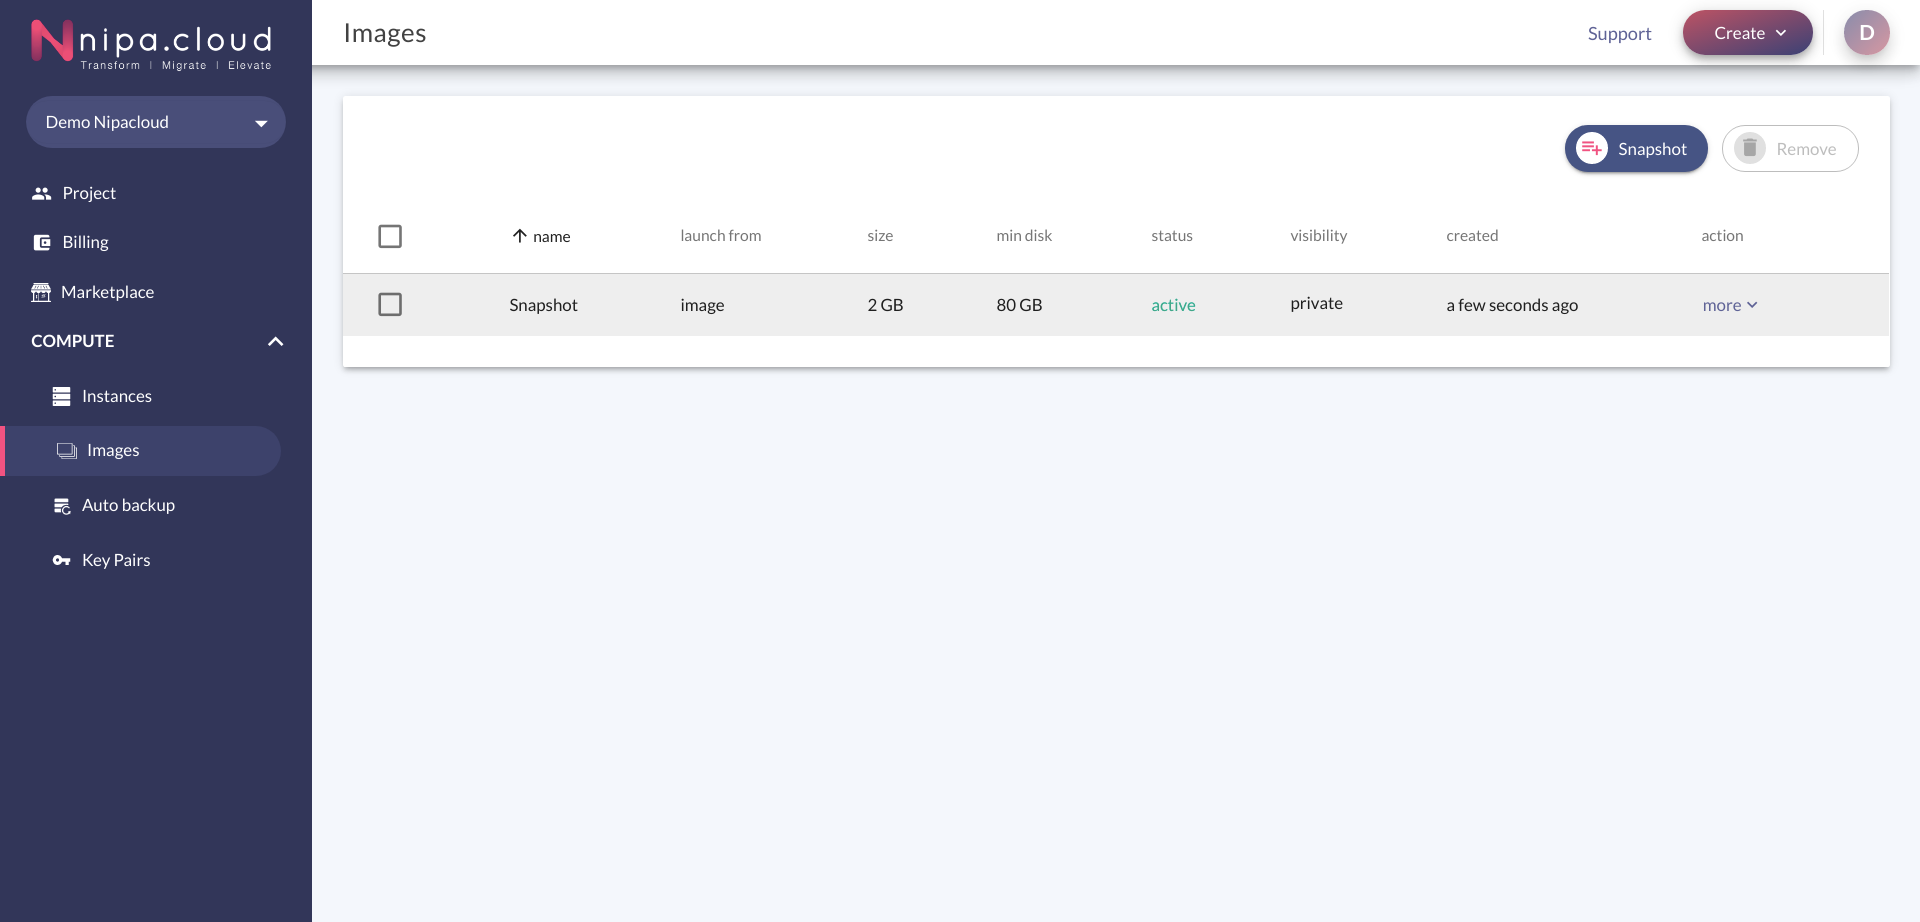 nipa.cloud
Transform | Migrate | Elevate
Demo Nipacloud
Project
Billing
Marketplace
COMPUTE
Instances
Images
Auto backup
Key Pairs
Images
Support
Create
D
Snapshot
Remove
name launch from size min disk status visibility created action
Snapshot image 2 GB 80 GB active private a few seconds ago more